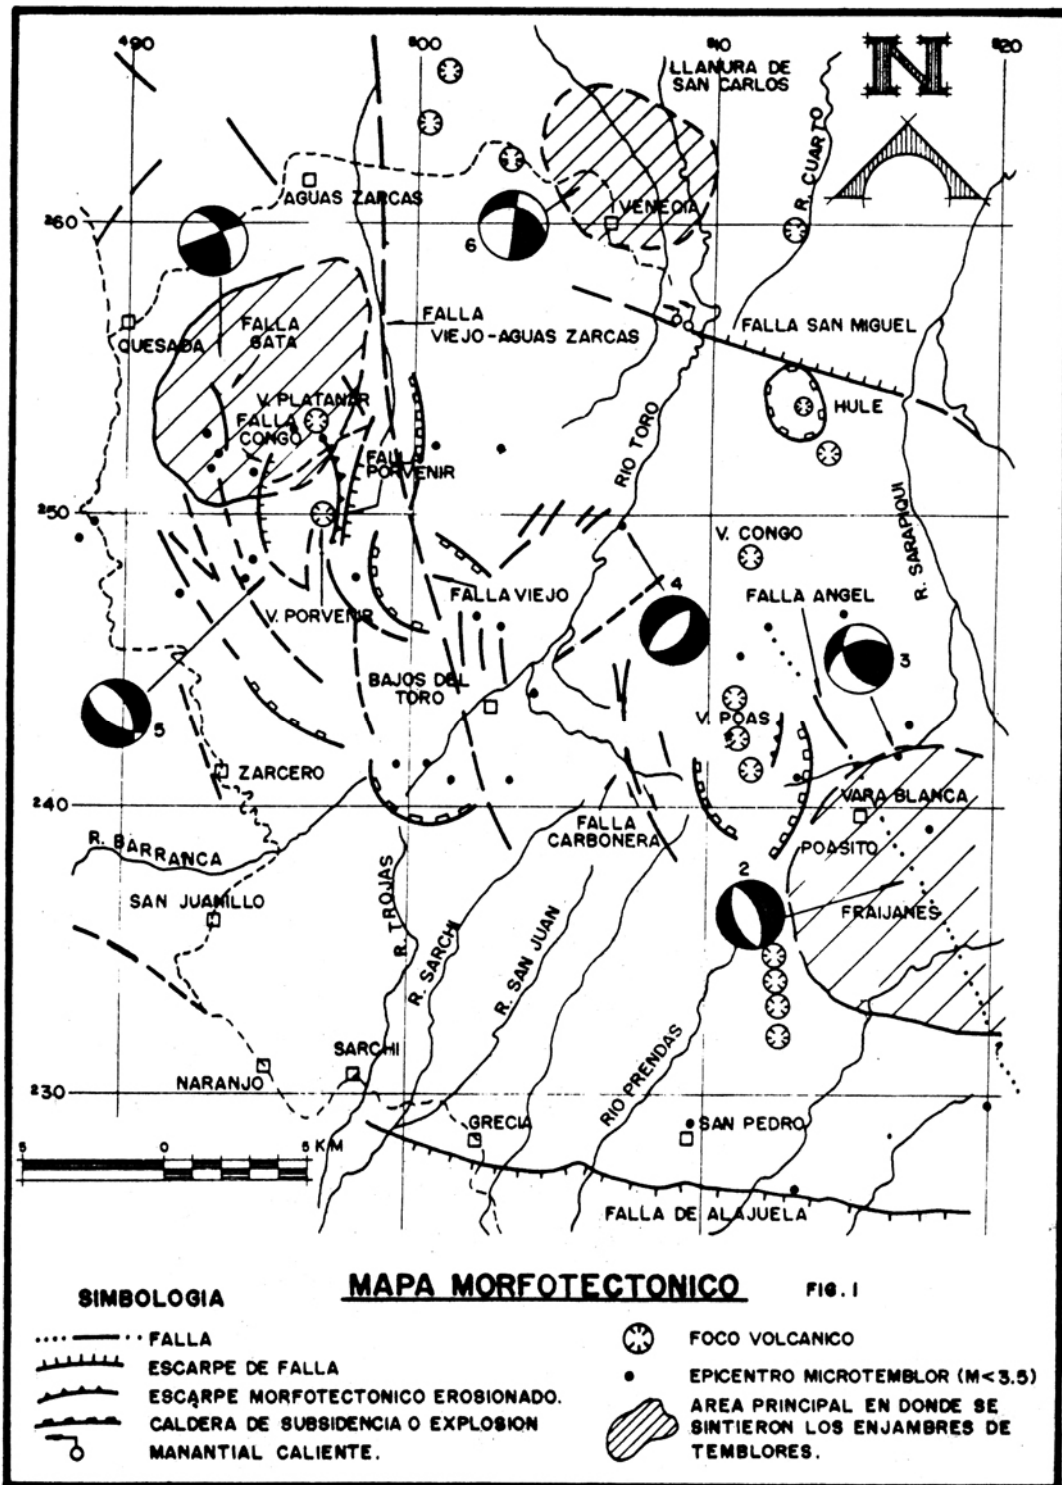 490
500
510
520
N
LLANURA DE
SAN CARLOS
R. CUARTO
AGUAS ZARCAS
VENECIA
260
6
FALLA
VIEJO-AGUAS ZARCAS
FALLA SAN MIGUEL
QUESADA
FALLA
GATA
V. PLATANAR
FALLA
CONGO
FALLA
PORVENIR
HULE
RIO TORO
R. SARAPIQUI
250
V. CONGO
V. PORVENIR
FALLA VIEJO
4
FALLA ANGEL
3
BAJOS DEL
TORO
V. POAS
5
ZARCERO
240
VARA BLANCA
FALLA
CARBONERA
POASITO
R. BARRANCA
2
SAN JUANILLO
R. TROJAS
R. SARCHI
R. SAN JUAN
FRAIJANES
RIO PRENDAS
?
SARCHI
NARANJO
230
GRECIA
SAN PEDRO
5 0 5 KM
FALLA DE ALAJUELA
MAPA MORFOTECTONICO
FIG. 1
SIMBOLOGIA
FALLA
ESCARPE DE FALLA
ESCARPE MORFOTECTONICO EROSIONADO.
CALDERA DE SUBSIDENCIA O EXPLOSION
MANANTIAL CALIENTE.
FOCO VOLCANICO
EPICENTRO MICROTEMBLOR (M<3.5)
AREA PRINCIPAL EN DONDE SE
SINTIERON LOS ENJAMBRES DE
TEMBLORES.